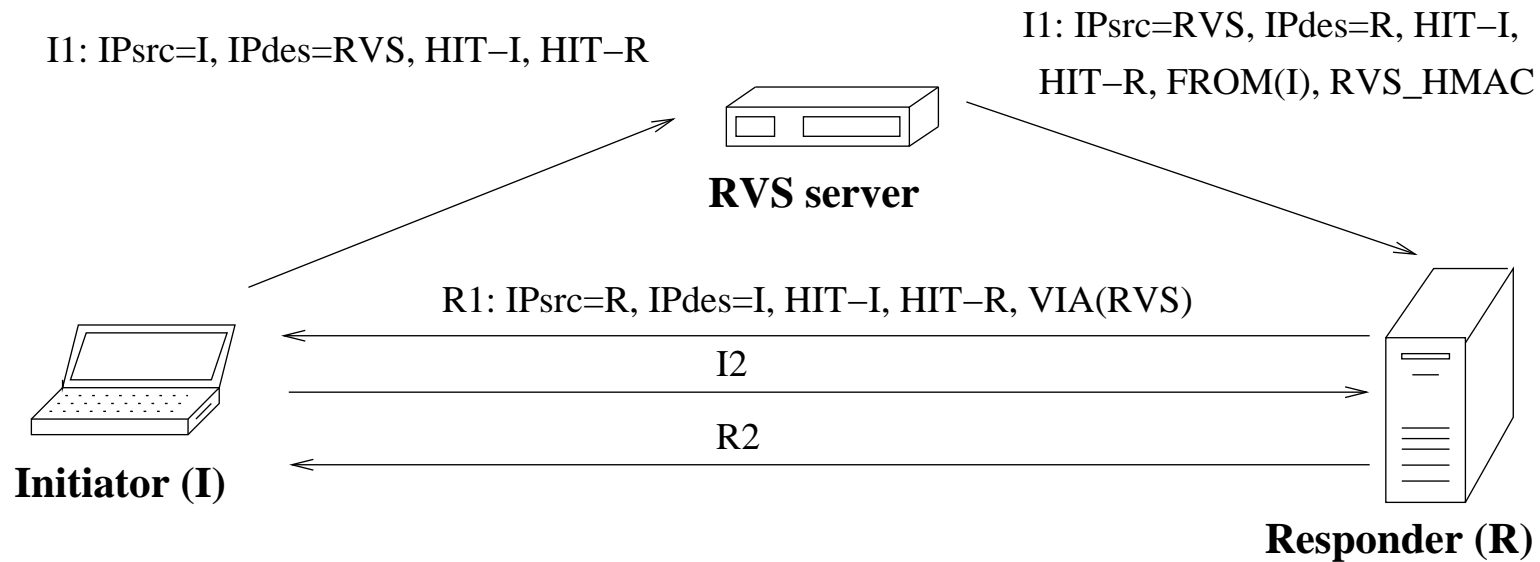 I1: IPsrc=I, IPdes=RVS, HIT−I, HIT−R
I1: IPsrc=RVS, IPdes=R, HIT−I,
HIT−R, FROM(I), RVS_HMAC
RVS server
R1: IPsrc=R, IPdes=I, HIT−I, HIT−R, VIA(RVS)
I2
R2
Initiator (I)
Responder (R)